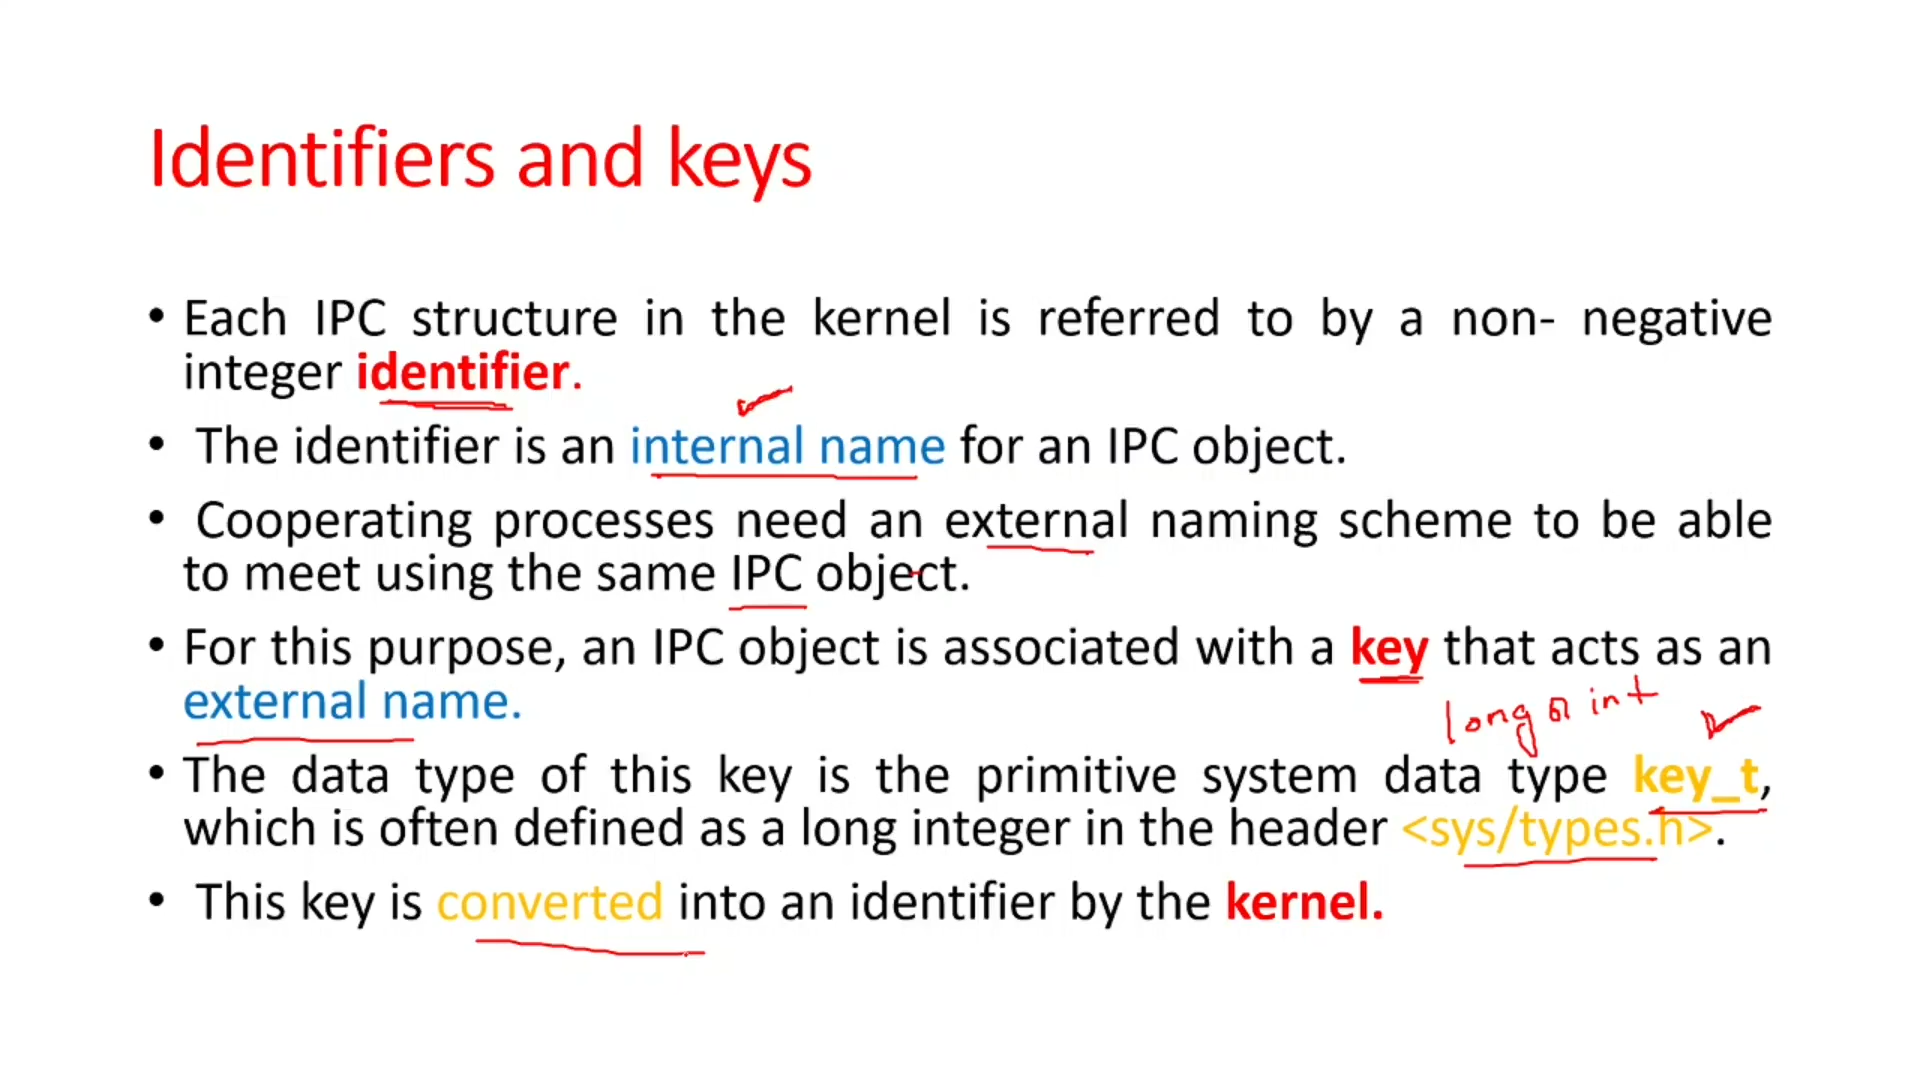 Identifiers and keys
• Each IPC structure in the kernel is referred to by a non- negative
integer identifier.
• The identifier is an internal name for an IPC object.
• Cooperating processes need an external naming scheme to be able
to meet using the same IPC object.
• For this purpose, an IPC object is associated with a key that acts as an
external name.
long int
• The data type of this key is the primitive system data type key_t,
which is often defined as a long integer in the header <sys/types.h>.
• This key is converted into an identifier by the kernel.